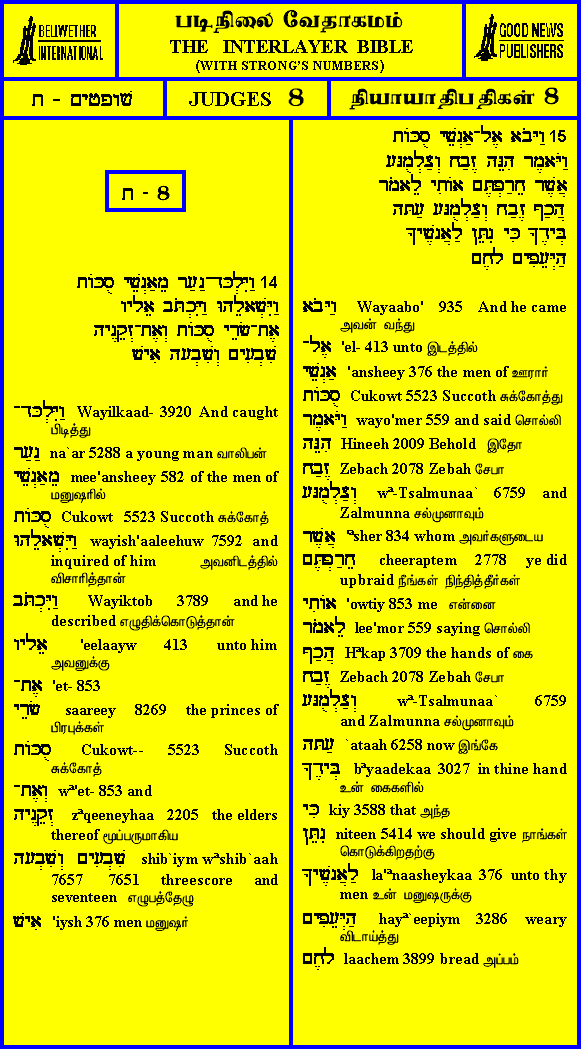 BELIWETHER
INTERNATIONAL
படிநிலை வேதாகமம்
THE INTERLAYER BIBLE
(WITH STRONG'S NUMBERS)
GOOD NEWS
PUBLISHERS
שופטים - ח
JUDGES 8
நியாயாதிபதிகள் 8
ח - 8
14 וַיִּלְכָּד־נַעַר מֵאַנְשֵׁי סֻכּוֹת
וַיִּשְׁאָלֵהוּ וַיִּכְתֹּב אֵלָיו
אֶת־שָׂרֵי סֻכּוֹת וְאֶת־זְקֵנֶיהָ
שִׁבְעִים וְשִׁבְעָה אִישׁ
וַיִּלְכָּד־ Wayilkaad- 3920 And caught
பிடித்து
נַעַר na`ar 5288 a young man வாலிபன்
מֵאַנְשֵׁי mee'ansheey 582 of the men of
மனுஷரில்
סֻכּוֹת Cukowt 5523 Succoth சுக்கோத்
וַיִּשְׁאָלֵהוּ wayish'aaleehuw 7592 and
inquired of him அவனிடத்தில்
விசாரித்தான்
וַיִּכְתֹּב Wayiktob 3789 and he
described எழுதிக்கொடுத்தான்
אֵלָיו 'eelaayw 413 unto him
அவனுக்கு
אֶת־ 'et- 853
שָׂרֵי saareey 8269 the princes of
பிரபுக்கள்
סֻכּוֹת Cukowt-- 5523 Succoth
சுக்கோத்
וְאֶת־ wª'et- 853 and
זְקֵנֶיהָ zªqeeneyhaa 2205 the elders
thereof மூப்பருமாகிய
שִׁבְעִים וְשִׁבְעָה shib`iym wªshib`aah
7657 7651 threescore and
seventeen எழுபத்தேழு
אִישׁ 'iysh 376 men மனுஷர்
15 וַיָּבֹא אֶל־אַנְשֵׁי סֻכּוֹת
וַיֹּאמֶר הִנֵּה זֶבַח וְצַלְמֻנָּע
אֲשֶׁר חֵרַפְתֶּם אוֹתִי לֵאמֹר
הֲכַף זֶבַח וְצַלְמֻנָּע עַתָּה
בְּיָדֶךָ כִּי נִתֵּן לַאֲנָשֶׁיךָ
הַיְּעֵפִים לָחֶם
וַיָּבֹא Wayaabo' 935 And he came
அவன் வந்து
אֶל־ 'el- 413 unto இடத்தில்
אַנְשֵׁי 'ansheey 376 the men of ஊரார்
סֻכּוֹת Cukowt 5523 Succoth சுக்கோத்து
וַיֹּאמֶר wayo'mer 559 and said சொல்லி
הִנֵּה Hineeh 2009 Behold இதோ
זֶבַח Zebach 2078 Zebah சேபா
וְצַלְמֻנָּע wª-Tsalmunaa` 6759 and
Zalmunna சல்முனாவும்
אֲשֶׁר 'ªsher 834 whom அவர்களுடைய
חֵרַפְתֶּם cheeraptem 2778 ye did
upbraid நீங்கள் நிந்தித்தீர்கள்
אוֹתִי 'owtiy 853 me என்னை
לֵאמֹר lee'mor 559 saying சொல்லி
הֲכַף Hªkap 3709 the hands of கை
זֶבַח Zebach 2078 Zebah சேபா
וְצַלְמֻנָּע wª-Tsalmunaa` 6759
and Zalmunna சல்முனாவும்
עַתָּה `ataah 6258 now இங்கே
בְּיָדֶךָ bªyaadekaa 3027 in thine hand
உன் கைகளில்
כִּי kiy 3588 that அந்த
נִתֵּן niteen 5414 we should give நாங்கள்
கொடுக்கிறதற்கு
לַאֲנָשֶׁיךָ la'ªnaasheykaa 376 unto thy
men உன் மனுஷருக்கு
הַיְּעֵפִים hayª`eepiym 3286 weary
விடாய்த்து
לָחֶם laachem 3899 bread அப்பம்